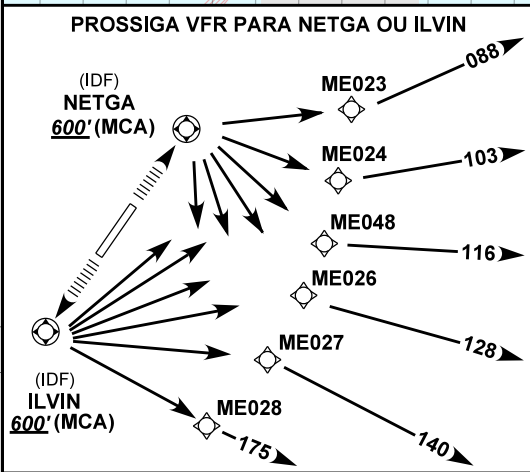 PROSSIGA VFR PARA NETGA OU ILVIN
088
(IDF)
NETGA
600' (MCA)
ME023
ME024
103
ME048
116
ME026
128
ME027
(IDF)
ILVIN
600' (MCA)
ME028
175
140